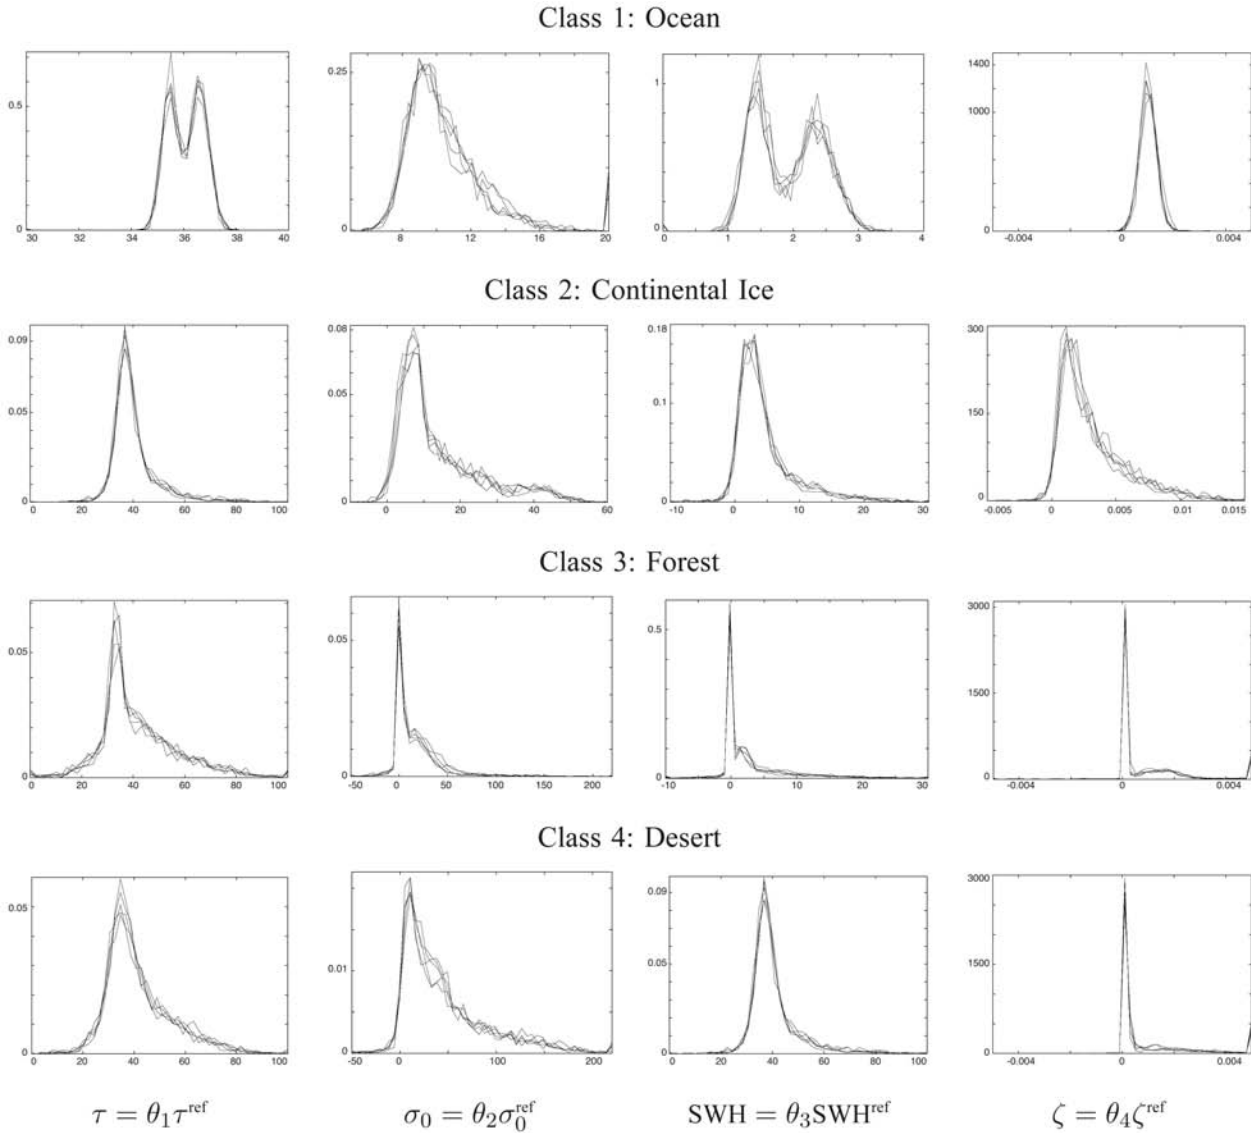 Class 1: Ocean
0.5
0
30 34 36 38 40
0.25
0
8 12 16 20
1
0
0 1 2 3 4
1400
1000
600
0
-0.004 0 0.004
Class 2: Continental Ice
0.09
0.05
0
0 20 40 60 80 100
0.08
0.05
0
0 20 40 60
0.18
0.1
0
-10 0 10 20 30
300
150
0
-0.005 0 0.005 0.01 0.015
Class 3: Forest
0.05
0
0 20 40 60 80 100
0.05
0
-50 0 50 100 150 200
0.5
0
-10 0 10 20 30
3000
1500
0
-0.004 0 0.004
Class 4: Desert
0.05
0
0 20 40 60 80 100
0.01
0
-50 0 50 100 150 200
0.09
0.05
0
0 20 40 60 80 100
3000
1500
0
-0.004 0 0.004
τ = θ₁τ^ref σ₀ = θ₂σ₀^ref SWH = θ₃SWH^ref ζ = θ₄ζ^ref